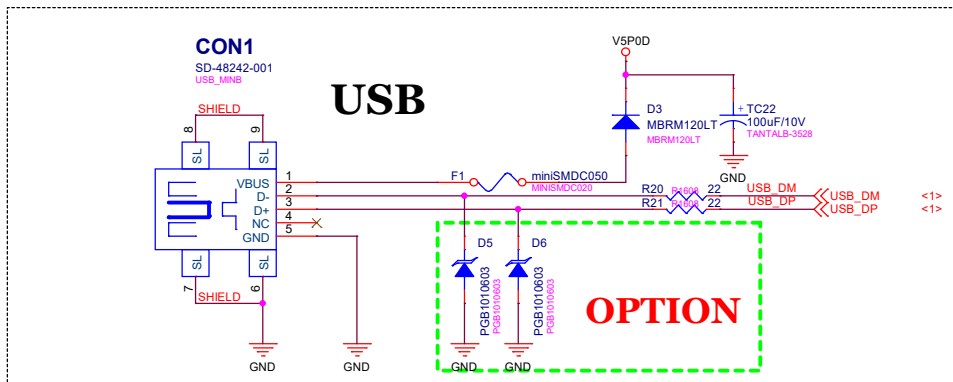 CON1
SD-48242-001
USB_MINB
USB
V5P0D
SHIELD
8
9
SL
SL
D3
MBRM120LT
MBRM120LT
+
TC22
100uF/10V
TANTALB-3528
GND
VBUS
1
F1
miniSMDC050
MINISMDC020
D-
2
R20
R1608
22
USB_DM
USB_DM
<1>
D+
3
R21
R1608
22
USB_DP
USB_DP
<1>
NC
4
GND
5
SL
SL
7
SHIELD
6
D5
PGB1010603
PGB1010603
D6
PGB1010603
PGB1010603
OPTION
GND
GND
GND
GND